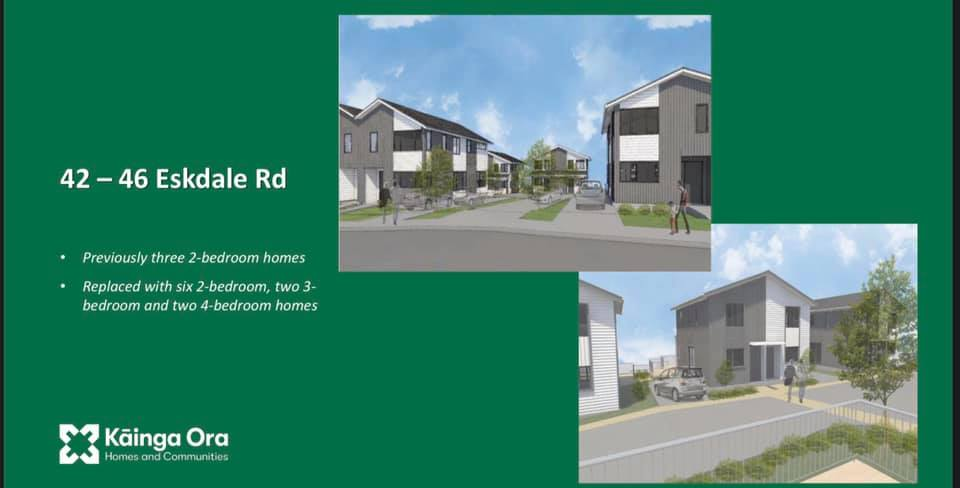 42 – 46 Eskdale Rd
• Previously three 2-bedroom homes
• Replaced with six 2-bedroom, two 3-
bedroom and two 4-bedroom homes
Kāinga Ora
Homes and Communities